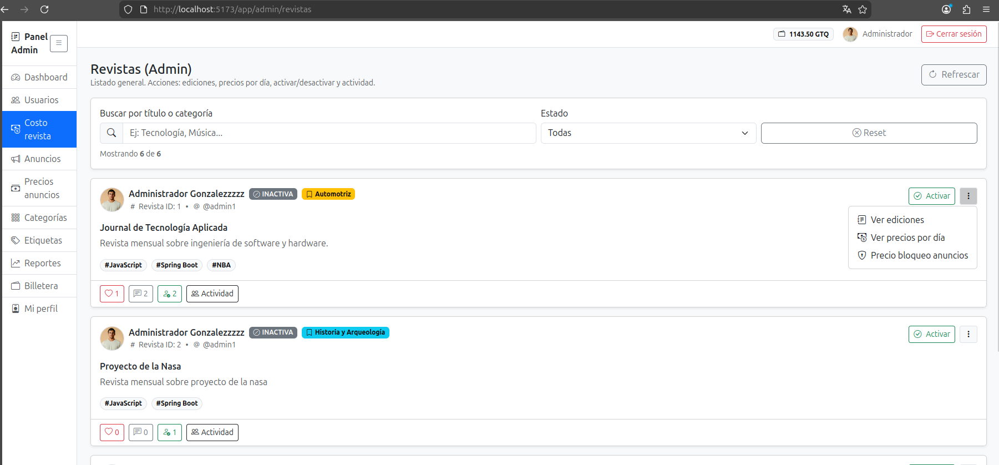 http://localhost:5173/app/admin/revistas
Panel
Admin
1143.50 GTQ
Administrador
Cerrar sesión
Dashboard
Usuarios
Costo
revista
Anuncios
Precios
anuncios
Categorías
Etiquetas
Reportes
Billetera
Mi perfil
Revistas (Admin)
Listado general. Acciones: ediciones, precios por día, activar/desactivar y actividad.
Refrescar
Buscar por título o categoría
Estado
Ej: Tecnología, Música...
Todas
Reset
Mostrando 6 de 6
Administrador Gonzalezzzzz INACTIVA Automotriz
# Revista ID: 1 • @ @admin1
Activar
Ver ediciones
Ver precios por día
Precio bloqueo anuncios
Journal de Tecnología Aplicada
Revista mensual sobre ingeniería de software y hardware.
#JavaScript #Spring Boot #NBA
1 2 2 Actividad
Administrador Gonzalezzzzz INACTIVA Historia y Arqueología
# Revista ID: 2 • @ @admin1
Activar
Proyecto de la Nasa
Revista mensual sobre proyecto de la nasa
#JavaScript #Spring Boot
0 0 1 Actividad